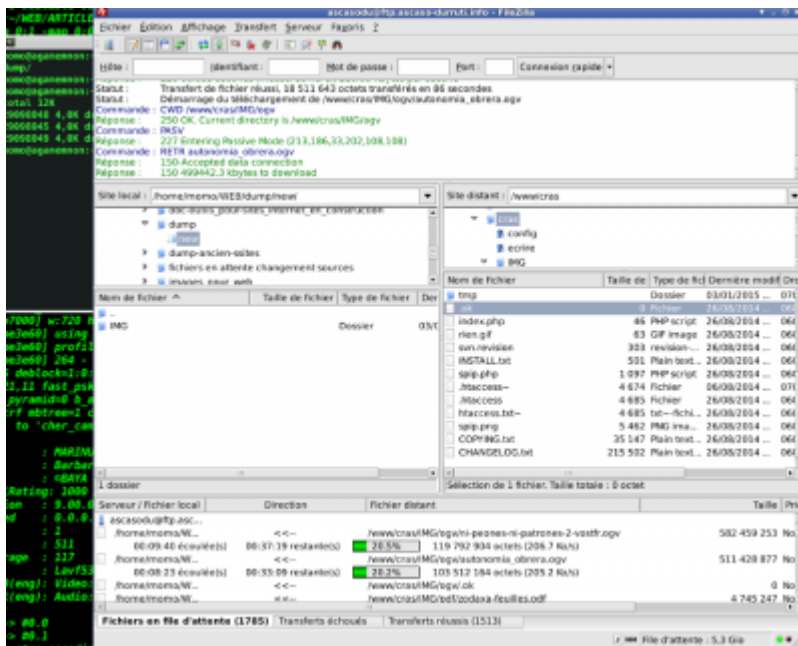 ~/WEB/ARTICLE
ascasodu@ftp.ascaso-durruti.info - FileZilla
Fichier Édition Affichage Transfert Serveur Favoris ?
Hôte : Identifiant : Mot de passe : Port : Connexion rapide
Statut : Transfert de fichier réussi, 18 511 643 octets transférés en 86 secondes
Statut : Démarrage du téléchargement de /www/cras/IMG/ogv/autonomia_obrera.ogv
Commande : CWD /www/cras/IMG/ogv
Réponse : 250 OK. Current directory is /www/cras/IMG/ogv
Commande : PASV
Réponse : 227 Entering Passive Mode (213,186,33,202,108,108)
Commande : RETR autonomia_obrera.ogv
Réponse : 150-Accepted data connection
Réponse : 150 499442.3 kbytes to download
Site local : /home/momo/WEB/dump/new/
Site distant : /www/cras
doc-outils_pour-sites_internet_en_construction
dump
new
dump-ancien-ssites
fichiers en attente changement sources
images_pour_web
cras
config
ecrire
IMG
Nom de fichier Taille de fichier Type de fichier Der
..
IMG Dossier 03/0
1 dossier
Nom de fichier Taille de Type de fic Dernière modif Dro
tmp Dossier 03/01/2015 ...
.ok 0 Fichier 26/08/2014 ...
index.php 46 PHP script 26/08/2014 ...
rien.gif 63 GIF image 26/08/2014 ...
svn.revision 303 revision-... 26/08/2014 ...
INSTALL.txt 501 Plain text... 26/08/2014 ...
spip.php 1 097 PHP script 26/08/2014 ...
.htaccess~ 4 674 Fichier 06/08/2014 ...
.htaccess 4 685 Fichier 26/08/2014 ...
htaccess.txt~ 4 685 txt~-fichi... 26/08/2014 ...
spip.png 5 462 PNG ima... 26/08/2014 ...
COPYING.txt 35 147 Plain text... 26/08/2014 ...
CHANGELOG.txt 215 502 Plain text... 26/08/2014 ...
Sélection de 1 fichier. Taille totale : 0 octet
Serveur / Fichier local Direction Fichier distant Taille
ascasodu@ftp.asc...
/home/momo/W... <<-- /www/cras/IMG/ogv/ni-peones-ni-patrones-2-vostfr.ogv 582 459 253
00:09:40 écoulée(s) 00:37:19 restante(s) 20.5% 119 792 904 octets (206.7 Ko/s)
/home/momo/W... <<-- /www/cras/IMG/ogv/autonomia_obrera.ogv 511 428 877
00:08:23 écoulée(s) 00:33:09 restante(s) 20.2% 103 512 164 octets (205.2 Ko/s)
/home/momo/W... <<-- /www/cras/IMG/ogv/.ok 0
/home/momo/W... <<-- /www/cras/IMG/pdf/zodaxa-feuilles.pdf 4 745 247
Fichiers en file d'attente (1785) Transferts échoués Transferts réussis (1513)
File d'attente : 5,3 Gio